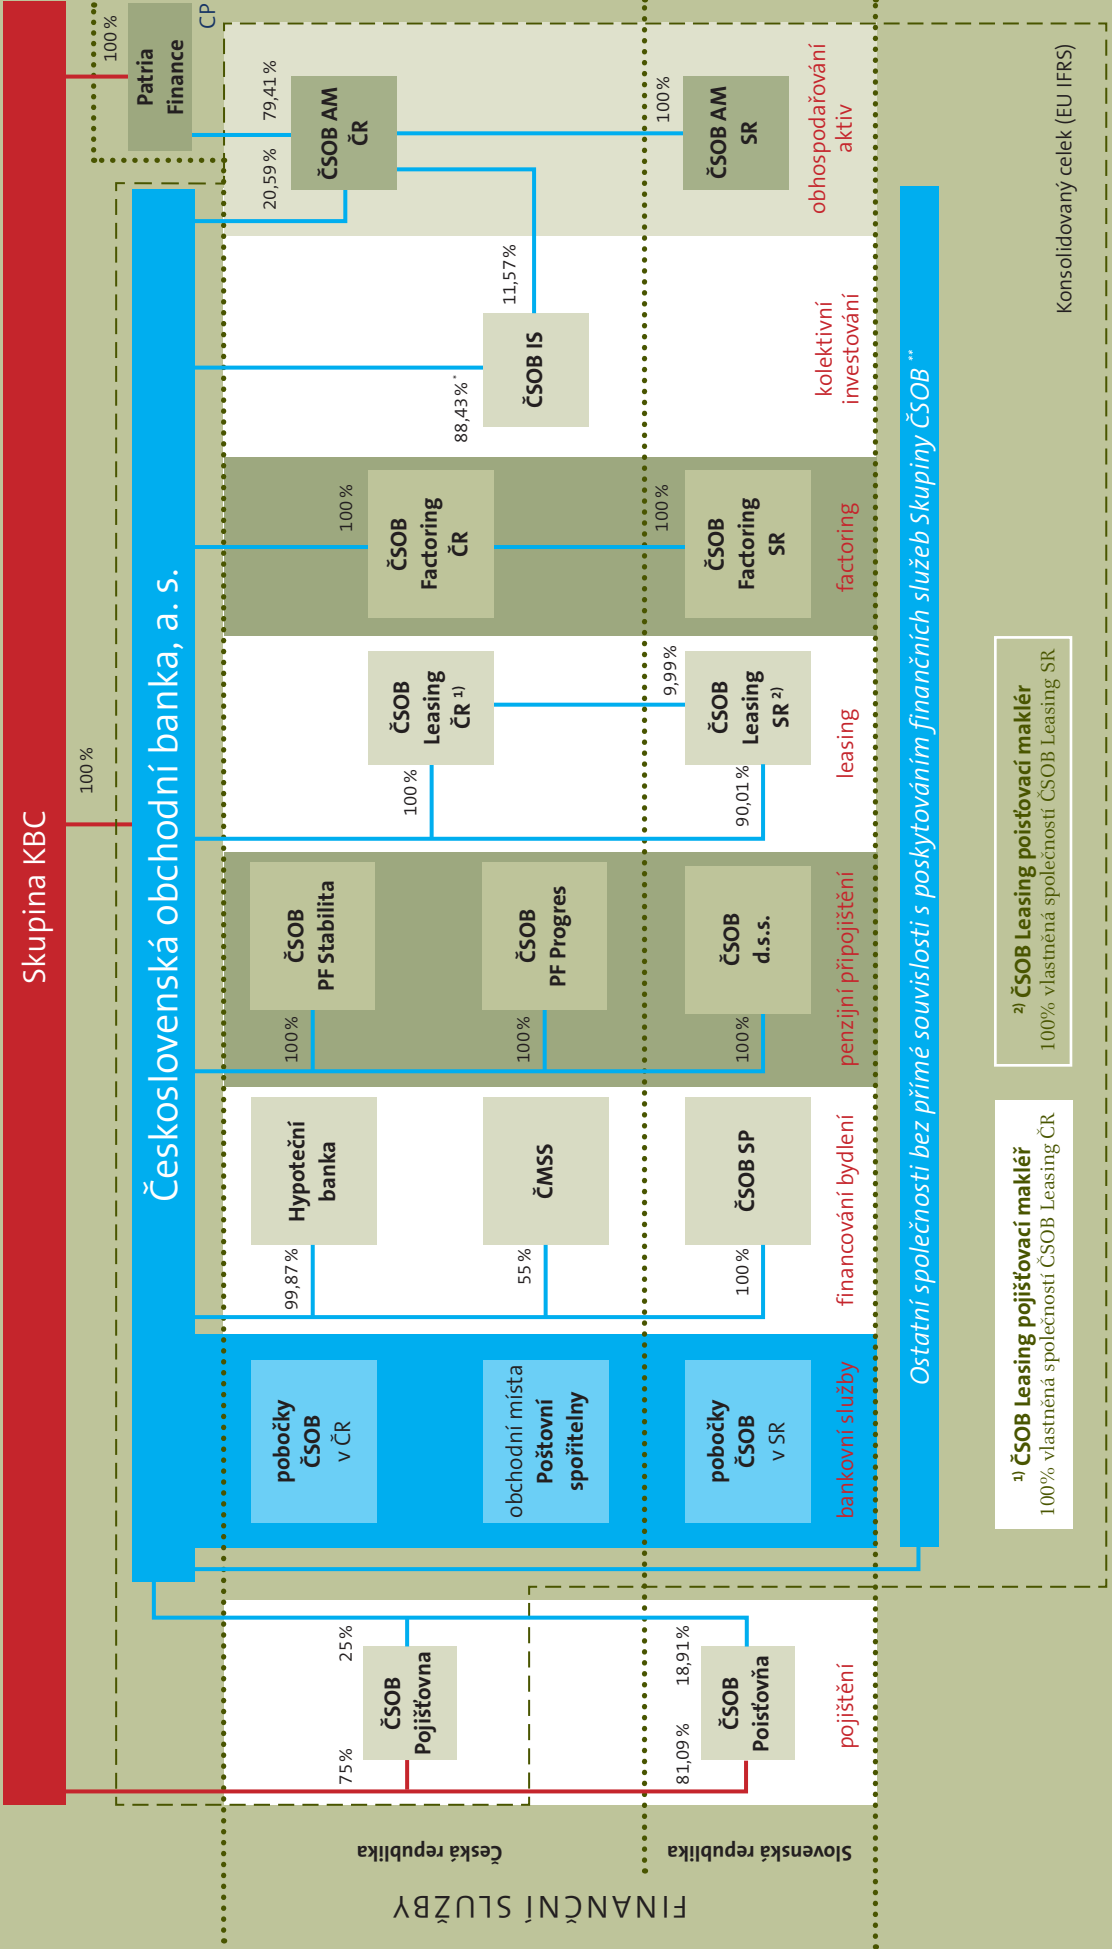 Skupina KBC
100 %
100 %
Patria
Finance
CP
Československá obchodní banka, a. s.
FINANČNÍ SLUŽBY
Česká republika
Slovenská republika
75 %
25 %
ČSOB
Pojišťovna
81,09 %
18,91 %
ČSOB
Poisťovňa
pojištění
pobočky
ČSOB
v ČR
obchodní místa
Poštovní
spořitelny
pobočky
ČSOB
v SR
bankovní služby
99,87 %
Hypoteční
banka
55 %
ČMSS
100 %
ČSOB SP
financování bydlení
100 %
ČSOB
PF Stabilita
100 %
ČSOB
PF Progres
100 %
ČSOB
d.s.s.
penzijní připojištění
100 %
ČSOB
Leasing
ČR 1)
90,01 %
9,99 %
ČSOB
Leasing
SR 2)
leasing
100 %
ČSOB
Factoring
ČR
100 %
ČSOB
Factoring
SR
factoring
88,43 % *
11,57 %
ČSOB IS
kolektivní
investování
20,59 %
79,41 %
ČSOB AM
ČR
100 %
ČSOB AM
SR
obhospodařování
aktiv
Ostatní společnosti bez přímé souvislosti s poskytováním finančních služeb Skupiny ČSOB **
1) ČSOB Leasing pojišťovací makléř
100% vlastněná společností ČSOB Leasing ČR
2) ČSOB Leasing poisťovací maklér
100% vlastněná společností ČSOB Leasing SR
Konsolidovaný celek (EU IFRS)